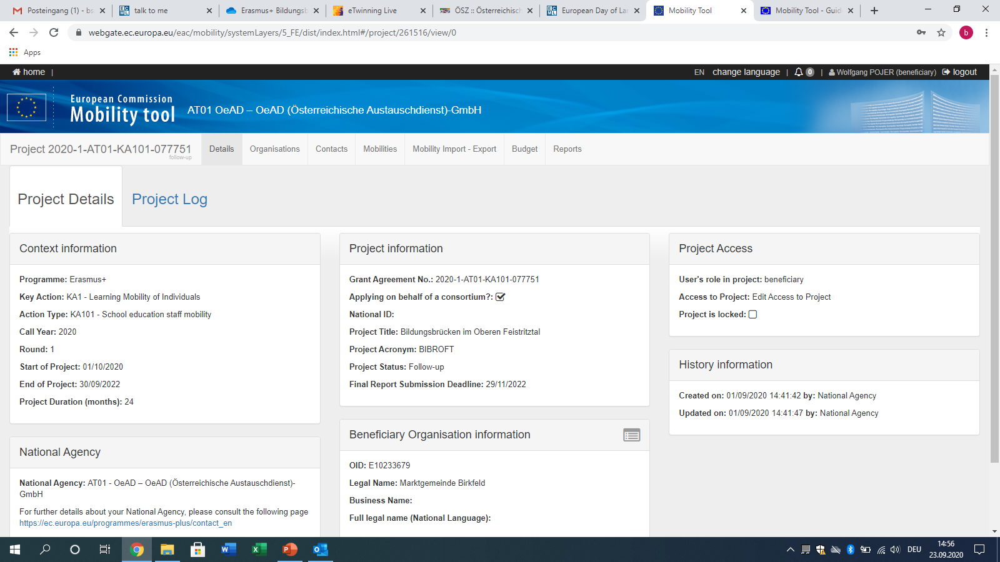 Posteingang (1) - bs
talk to me
Erasmus+ Bildungsb
eTwinning Live
ÖSZ :: Österreichisch
European Day of Lan
Mobility Tool
Mobility Tool - Guid
webgate.ec.europa.eu/eac/mobility/systemLayers/5_FE/dist/index.html#/project/261516/view/0
b
Apps
home |
EN change language | 0 | Wolfgang POJER (beneficiary) logout
European Commission
Mobility tool
AT01 OeAD – OeAD (Österreichische Austauschdienst)-GmbH
Project 2020-1-AT01-KA101-077751
follow-up
Details
Organisations
Contacts
Mobilities
Mobility Import - Export
Budget
Reports
Project Details
Project Log
Context information
Programme: Erasmus+
Key Action: KA1 - Learning Mobility of Individuals
Action Type: KA101 - School education staff mobility
Call Year: 2020
Round: 1
Start of Project: 01/10/2020
End of Project: 30/09/2022
Project Duration (months): 24
National Agency
National Agency: AT01 - OeAD – OeAD (Österreichische Austauschdienst)-
GmbH
For further details about your National Agency, please consult the following page
https://ec.europa.eu/programmes/erasmus-plus/contact_en
Project information
Grant Agreement No.: 2020-1-AT01-KA101-077751
Applying on behalf of a consortium?:
National ID:
Project Title: Bildungsbrücken im Oberen Feistritztal
Project Acronym: BIBROFT
Project Status: Follow-up
Final Report Submission Deadline: 29/11/2022
Beneficiary Organisation information
OID: E10233679
Legal Name: Marktgemeinde Birkfeld
Business Name:
Full legal name (National Language):
Project Access
User's role in project: beneficiary
Access to Project: Edit Access to Project
Project is locked:
History information
Created on: 01/09/2020 14:41:42 by: National Agency
Updated on: 01/09/2020 14:41:47 by: National Agency
DEU
14:56
23.09.2020